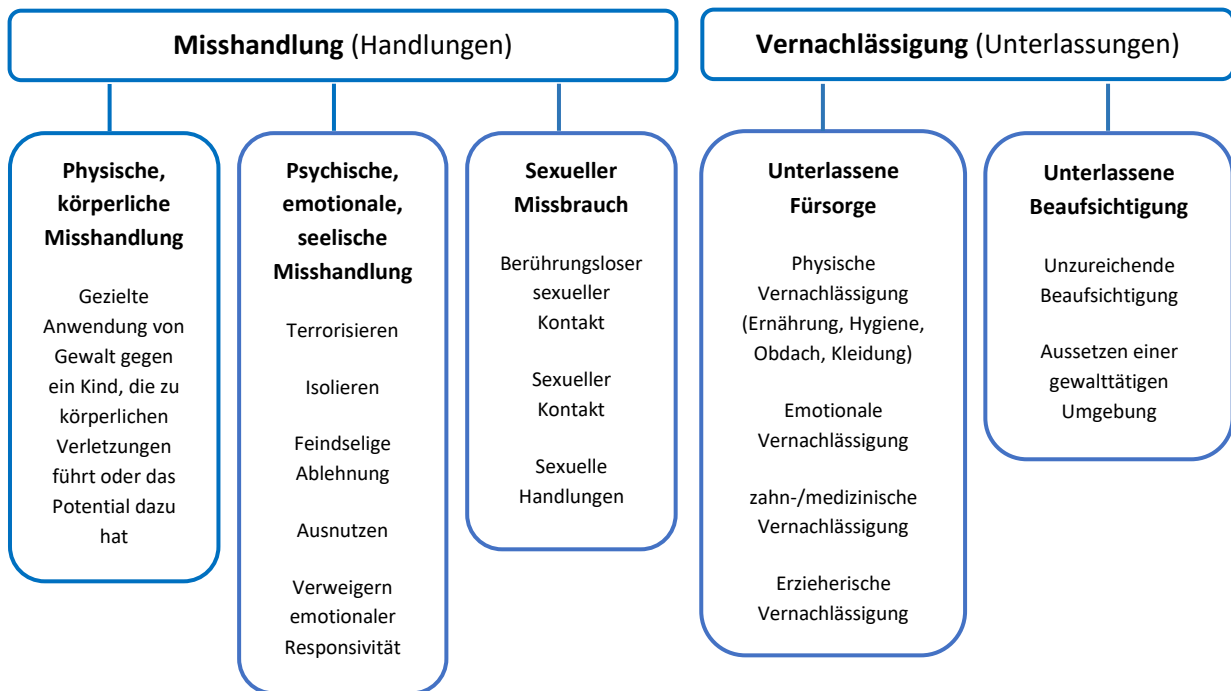 Misshandlung (Handlungen)
Vernachlässigung (Unterlassungen)
Physische,
körperliche
Misshandlung
Gezielte
Anwendung von
Gewalt gegen
ein Kind, die zu
körperlichen
Verletzungen
führt oder das
Potential dazu
hat
Psychische,
emotionale,
seelische
Misshandlung
Terrorisieren
Isolieren
Feindselige
Ablehnung
Ausnutzen
Verweigern
emotionaler
Responsivität
Sexueller
Missbrauch
Berührungsloser
sexueller
Kontakt
Sexueller
Kontakt
Sexuelle
Handlungen
Unterlassene
Fürsorge
Physische
Vernachlässigung
(Ernährung, Hygiene,
Obdach, Kleidung)
Emotionale
Vernachlässigung
zahn-/medizinische
Vernachlässigung
Erzieherische
Vernachlässigung
Unterlassene
Beaufsichtigung
Unzureichende
Beaufsichtigung
Aussetzen einer
gewalttätigen
Umgebung